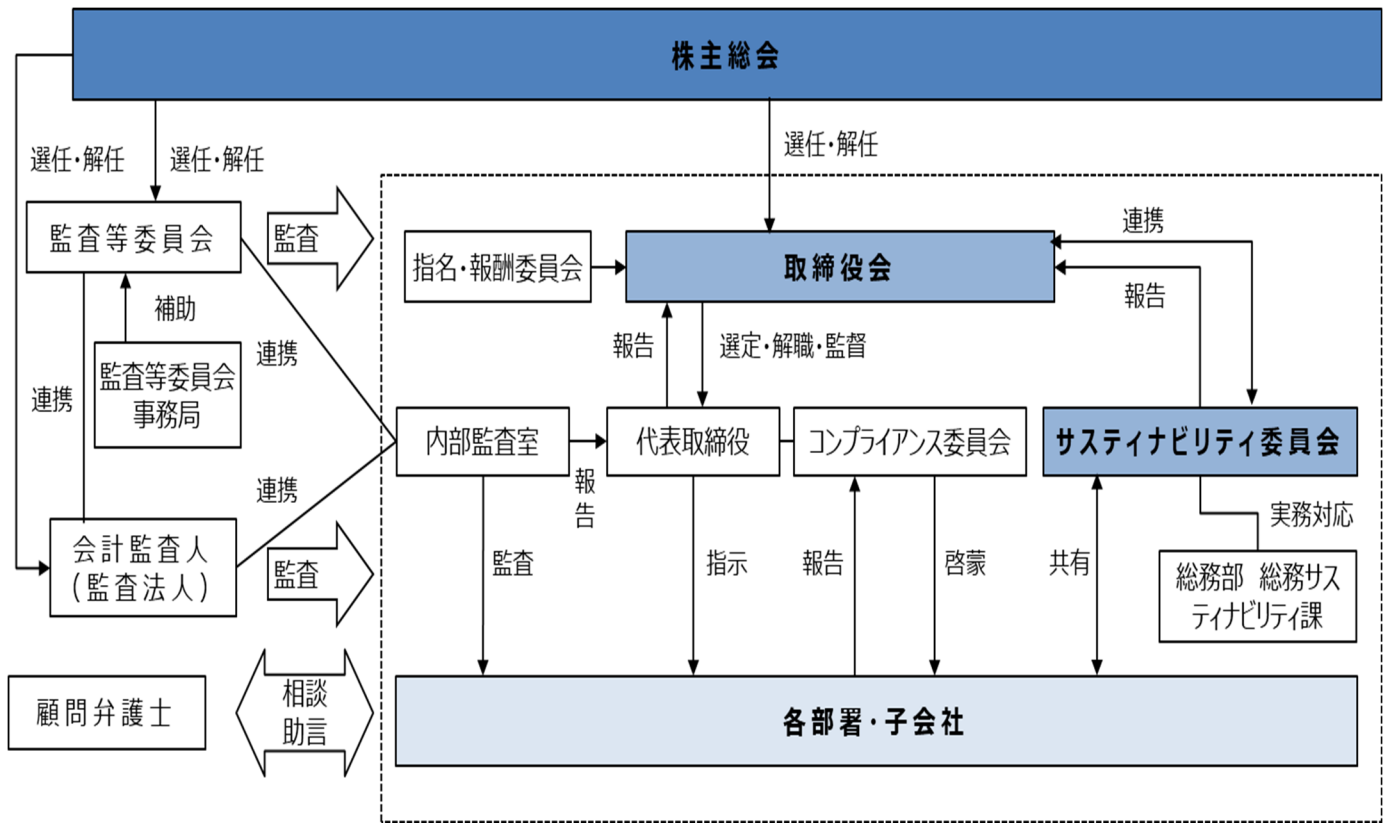 株主総会
選任・解任
選任・解任
選任・解任
監査等委員会
監査
指名・報酬委員会
取締役会
連携
報告
補助
監査等委員会
事務局
連携
連携
報告
選定・解職・監督
内部監査室
報
告
代表取締役
コンプライアンス委員会
サスティナビリティ委員会
連携
会計監査人
（監査法人）
監査
監査
指示
報告
啓蒙
共有
実務対応
総務部 総務サス
ティナビリティ課
顧問弁護士
相談
助言
各部署・子会社